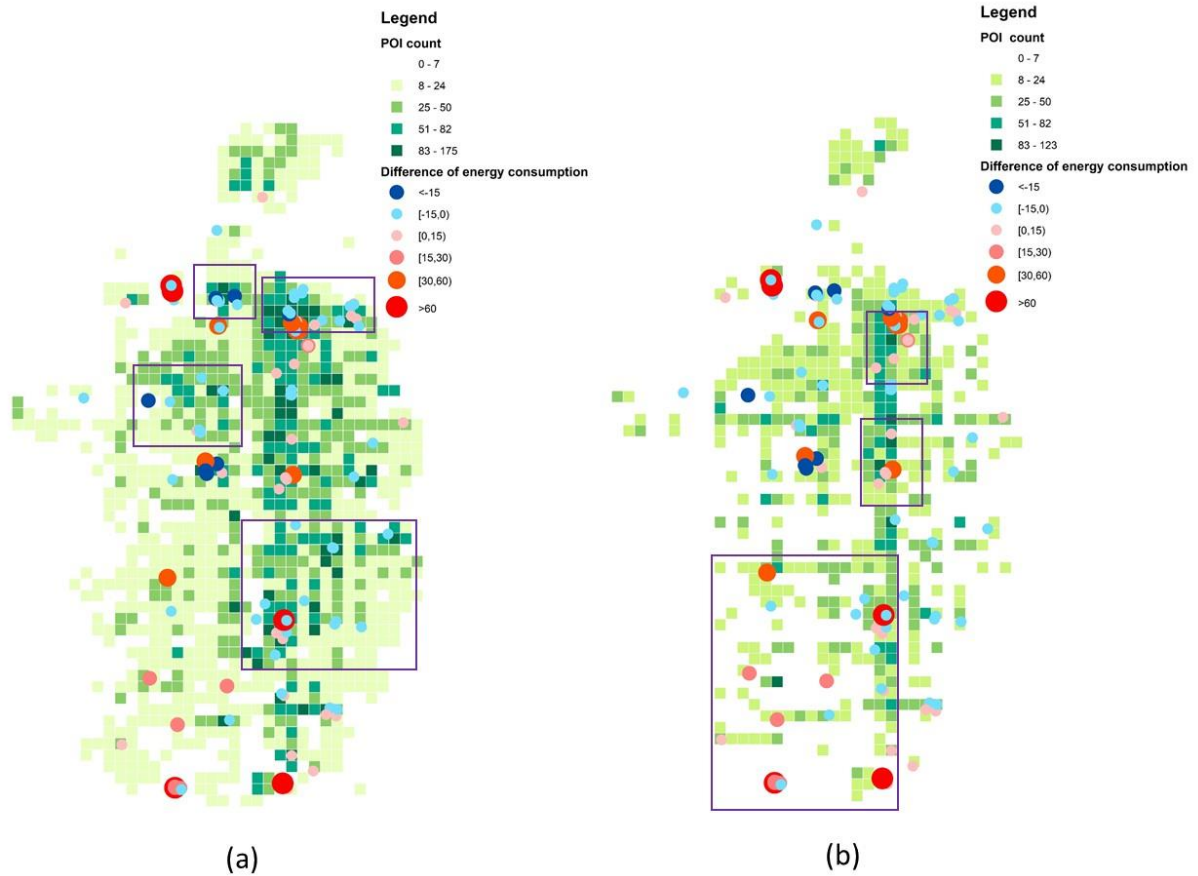 Legend
POI count
0 - 7
8 - 24
25 - 50
51 - 82
83 - 175
Difference of energy consumption
<-15
[-15,0)
[0,15)
[15,30)
[30,60)
>60
(a)
Legend
POI count
0 - 7
8 - 24
25 - 50
51 - 82
83 - 123
Difference of energy consumption
<-15
[-15,0)
[0,15)
[15,30)
[30,60)
>60
(b)